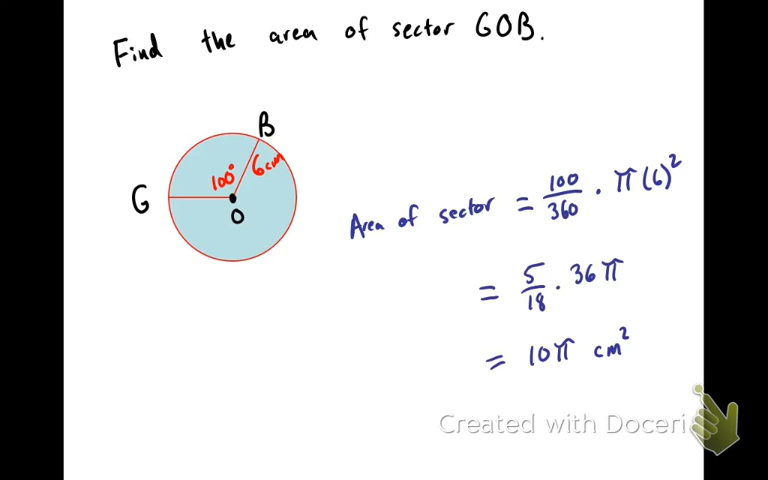 Find the area of sector GOB.
B
100° 6cm
G
O
Area of sector = 100/360 · π(6)²
= 5/18 · 36π
= 10π cm²
Created with Doceri